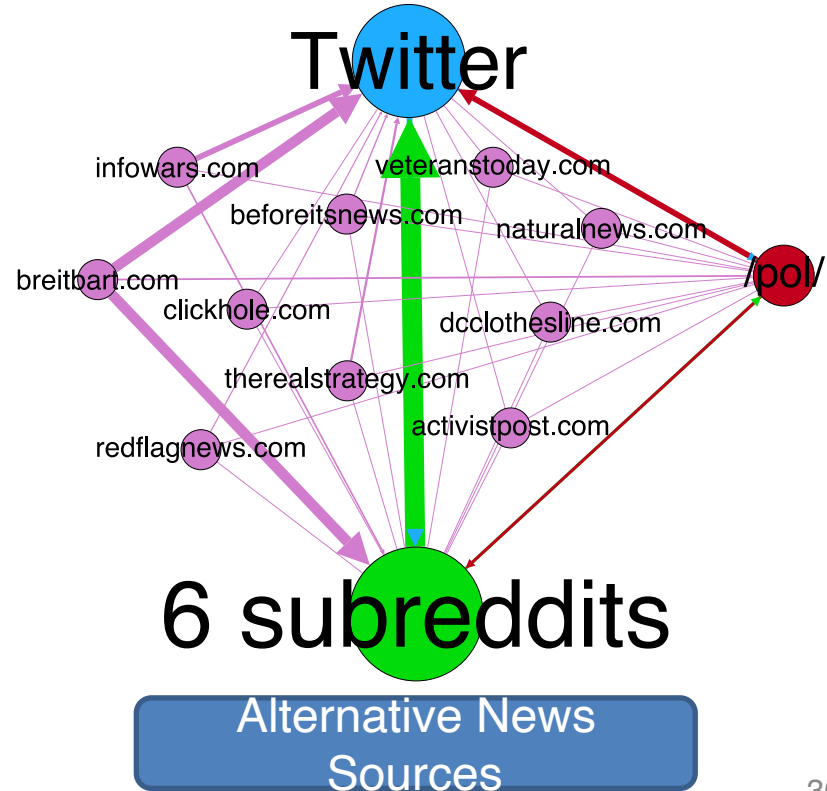 Twitter
infowars.com
veteranstoday.com
beforeitsnews.com
naturalnews.com
breitbart.com
/pol/
clickhole.com
dcclothesline.com
therealstrategy.com
activistpost.com
redflagnews.com
6 subreddits
Alternative News
Sources